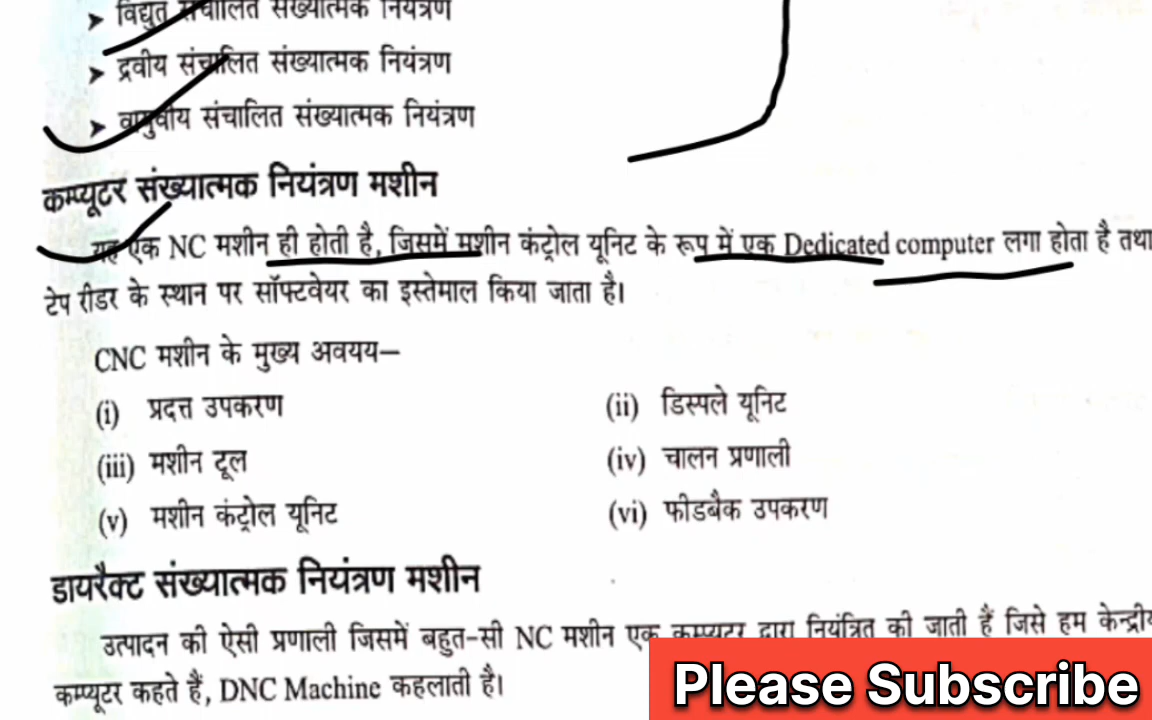 ➤ विद्युत संचालित संख्यात्मक नियंत्रण
➤ द्रवीय संचालित संख्यात्मक नियंत्रण
➤ वायुवीय संचालित संख्यात्मक नियंत्रण
कम्प्यूटर संख्यात्मक नियंत्रण मशीन
यह एक NC मशीन ही होती है, जिसमें मशीन कंट्रोल यूनिट के रूप में एक Dedicated computer लगा होता है तथा
टेप रीडर के स्थान पर सॉफ्टवेयर का इस्तेमाल किया जाता है।
CNC मशीन के मुख्य अवयय–
(i) प्रदत्त उपकरण (ii) डिस्पले यूनिट
(iii) मशीन टूल (iv) चालन प्रणाली
(v) मशीन कंट्रोल यूनिट (vi) फीडबैक उपकरण
डायरैक्ट संख्यात्मक नियंत्रण मशीन
उत्पादन की ऐसी प्रणाली जिसमें बहुत-सी NC मशीन एक कम्प्यूटर द्वारा नियंत्रित की जाती हैं जिसे हम केन्द्रीय
कम्प्यूटर कहते हैं, DNC Machine कहलाती है।
Please Subscribe